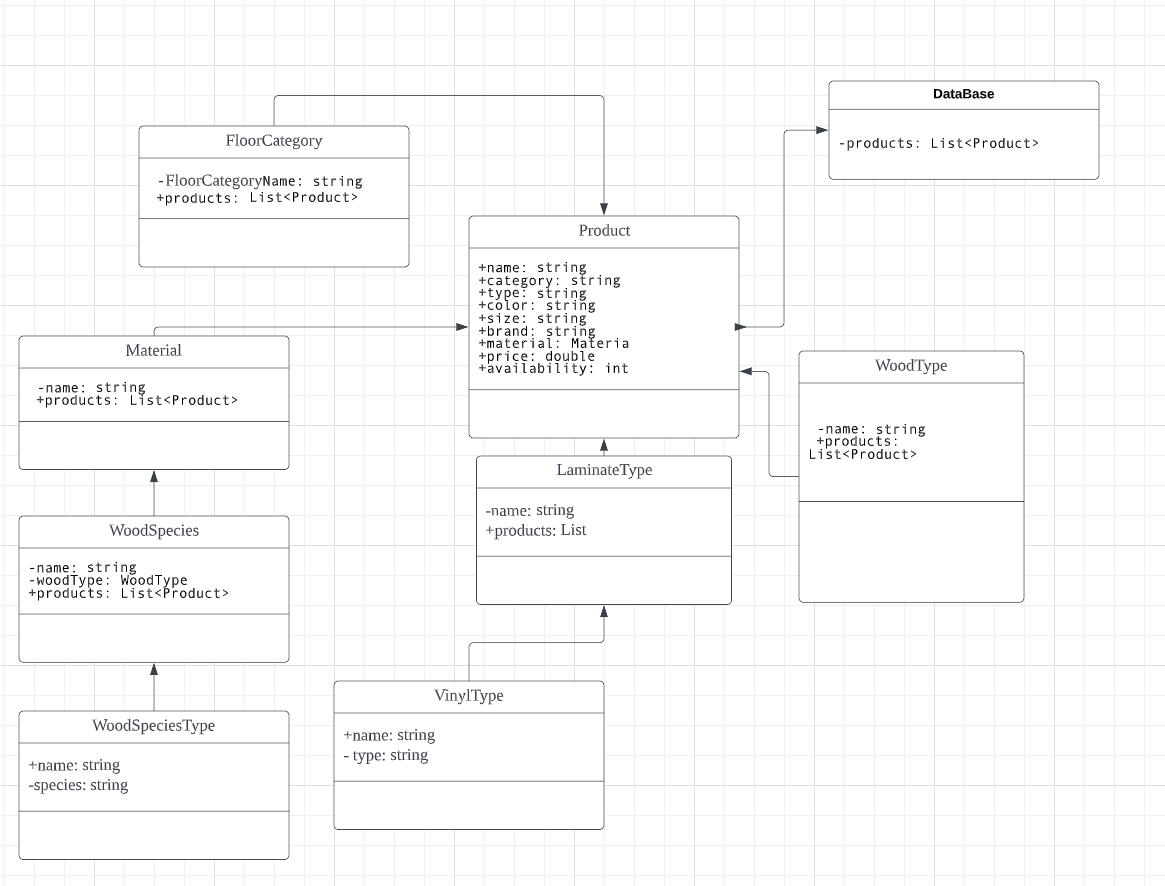 DataBase
-products: List<Product>
FloorCategory
-FloorCategoryName: string
+products: List<Product>
Product
+name: string
+category: string
+type: string
+color: string
+size: string
+brand: string
+material: Materia
+price: double
+availability: int
Material
-name: string
+products: List<Product>
WoodType
-name: string
+products:
List<Product>
LaminateType
-name: string
+products: List
WoodSpecies
-name: string
-woodType: WoodType
+products: List<Product>
VinylType
+name: string
- type: string
WoodSpeciesType
+name: string
-species: string